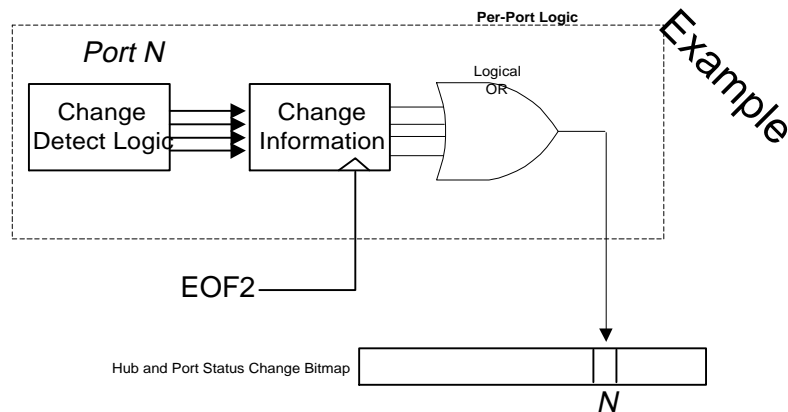 Per-Port Logic
Example
Port N
Logical
OR
Change
Detect Logic
Change
Information
EOF2
Hub and Port Status Change Bitmap
N